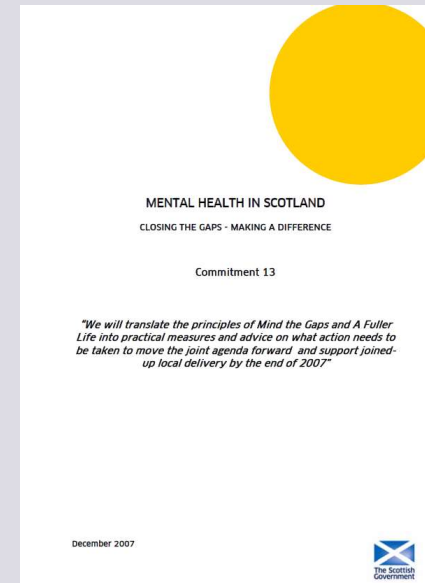 MENTAL HEALTH IN SCOTLAND
CLOSING THE GAPS - MAKING A DIFFERENCE
Commitment 13
"We will translate the principles of Mind the Gaps and A Fuller
Life into practical measures and advice on what action needs to
be taken to move the joint agenda forward and support joined-
up local delivery by the end of 2007"
December 2007
The Scottish
Government